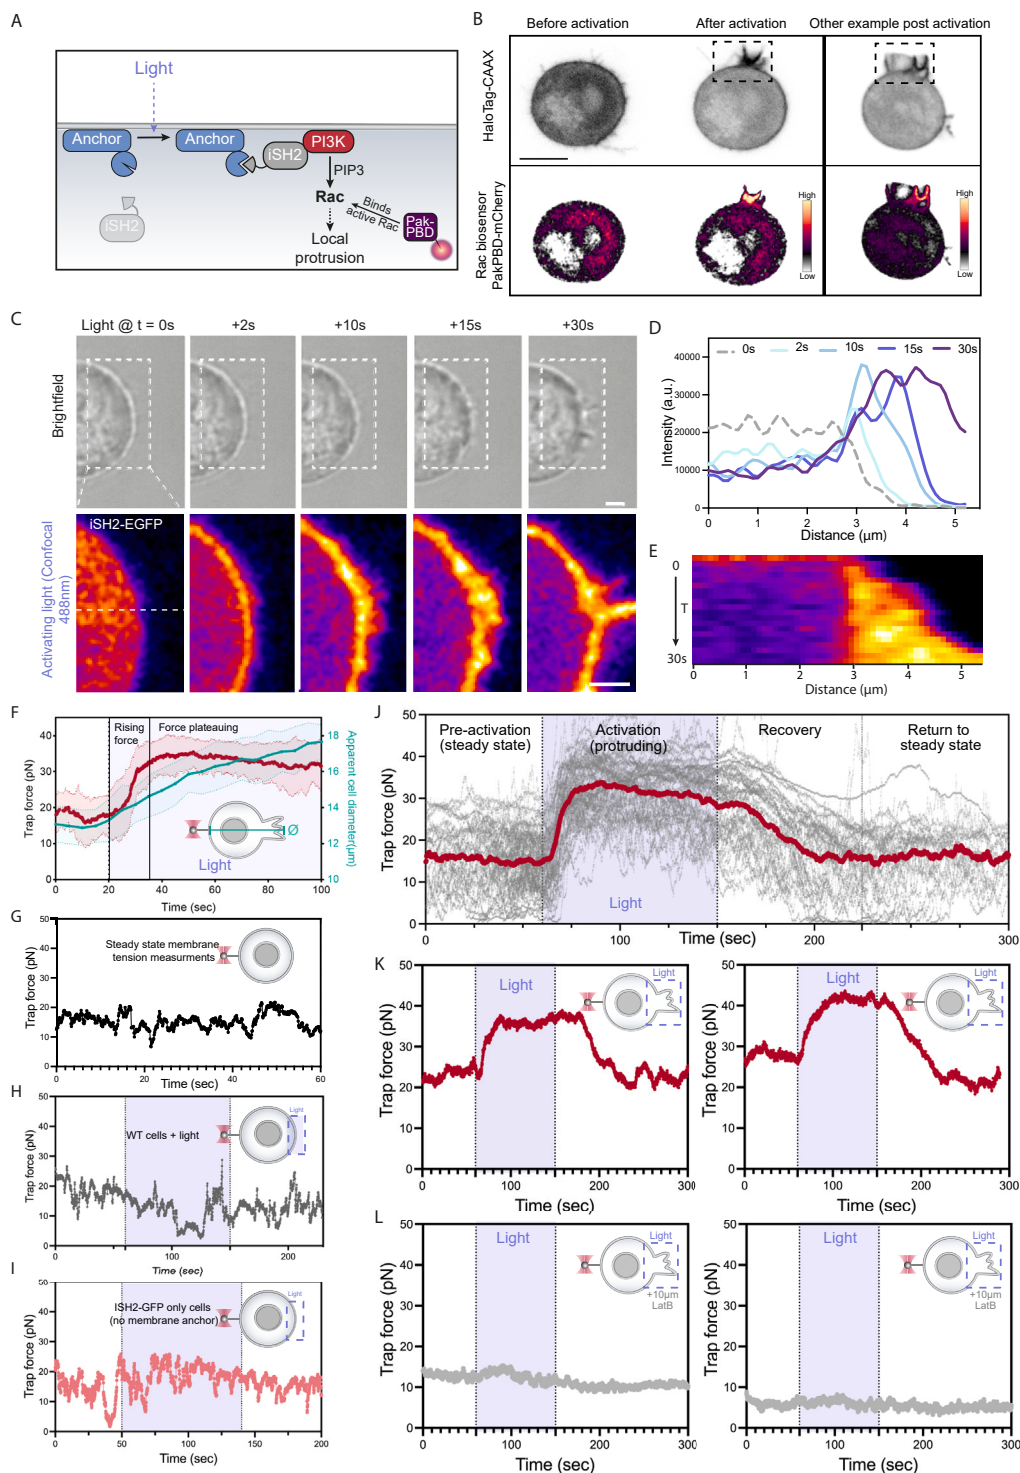 A
Light
Anchor
Anchor
iSH2
PI3K
PIP3
Rac
Binds
active Rac
Pak-
PBD
iSH2
Local
protrusion
B
Before activation
After activation
Other example post activation
HaloTag-CAAX
Rac biosensor
PakPBD-mCherry
High
Low
High
Low
C
Light @ t = 0s
+2s
+10s
+15s
+30s
Brightfield
Activating light (Confocal
488nm)
iSH2-EGFP
D
0s 2s 10s 15s 30s
Intensity (a.u.)
40000
30000
20000
10000
0
0 1 2 3 4 5
Distance (µm)
E
0
T
30s
0 1 2 3 4 5
Distance (µm)
F
Rising
force
Force plateauing
Trap force (pN)
40
30
20
10
0
Apparent cell
diameter(µm)
18
16
14
12
10
Ø
Light
0 20 40 60 80 100
Time (sec)
G
Steady state membrane
tension measurments
Trap force (pN)
50
40
30
20
10
0
0 20 40 60
Time (sec)
H
WT cells + light
Light
Trap force (pN)
50
40
30
20
10
0
0 100 200
Time (sec)
I
ISH2-GFP only cells
(no membrane anchor)
Light
Trap force (pN)
50
40
30
20
10
0
0 50 100 150 200
Time (sec)
J
Pre-activation
(steady state)
Activation
(protruding)
Recovery
Return to
steady state
Trap force (pN)
50
40
30
20
10
0
Light
0 100 200 300
Time (sec)
K
Light
Light
Trap force (pN)
50
40
30
20
10
0
0 100 200 300
Time (sec)
Light
Light
Trap force (pN)
50
40
30
20
10
0
0 100 200 300
Time (sec)
L
Light
Light
+10µm
LatB
Trap force (pN)
50
40
30
20
10
0
0 100 200 300
Time (sec)
Light
Light
+10µm
LatB
Trap force (pN)
50
40
30
20
10
0
0 100 200 300
Time (sec)